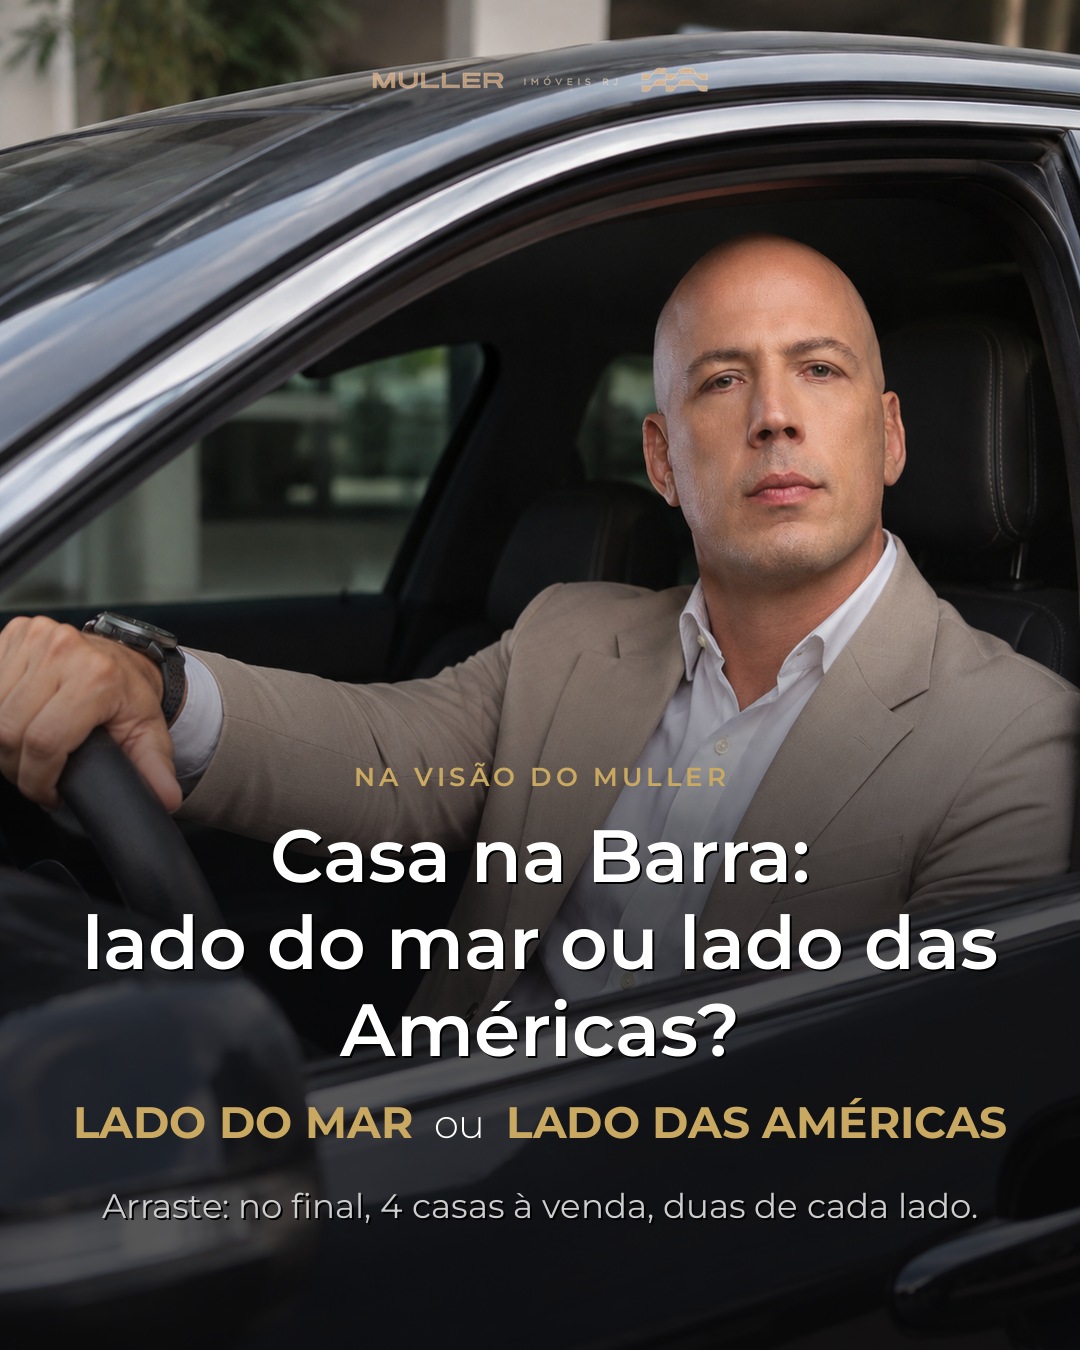 MULLER IMÓVEIS RJ
NA VISÃO DO MULLER
Casa na Barra:
lado do mar ou lado das
Américas?
LADO DO MAR ou LADO DAS AMÉRICAS
Arraste: no final, 4 casas à venda, duas de cada lado.